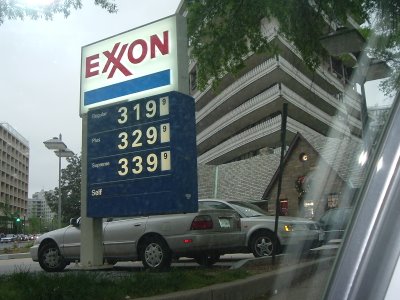 EXXON
Regular 319 9
Plus 329 9
Supreme 339 9
Self